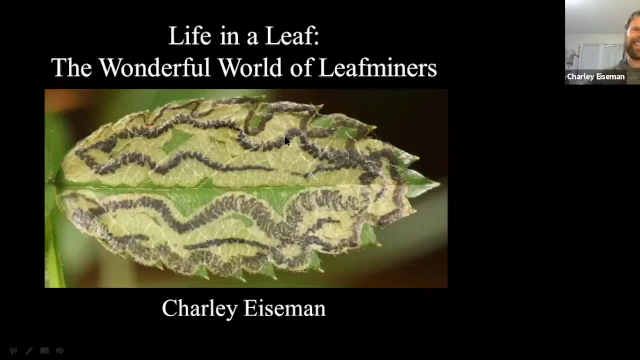 Life in a Leaf:
The Wonderful World of Leafminers
Charley Eiseman
Charley Eiseman